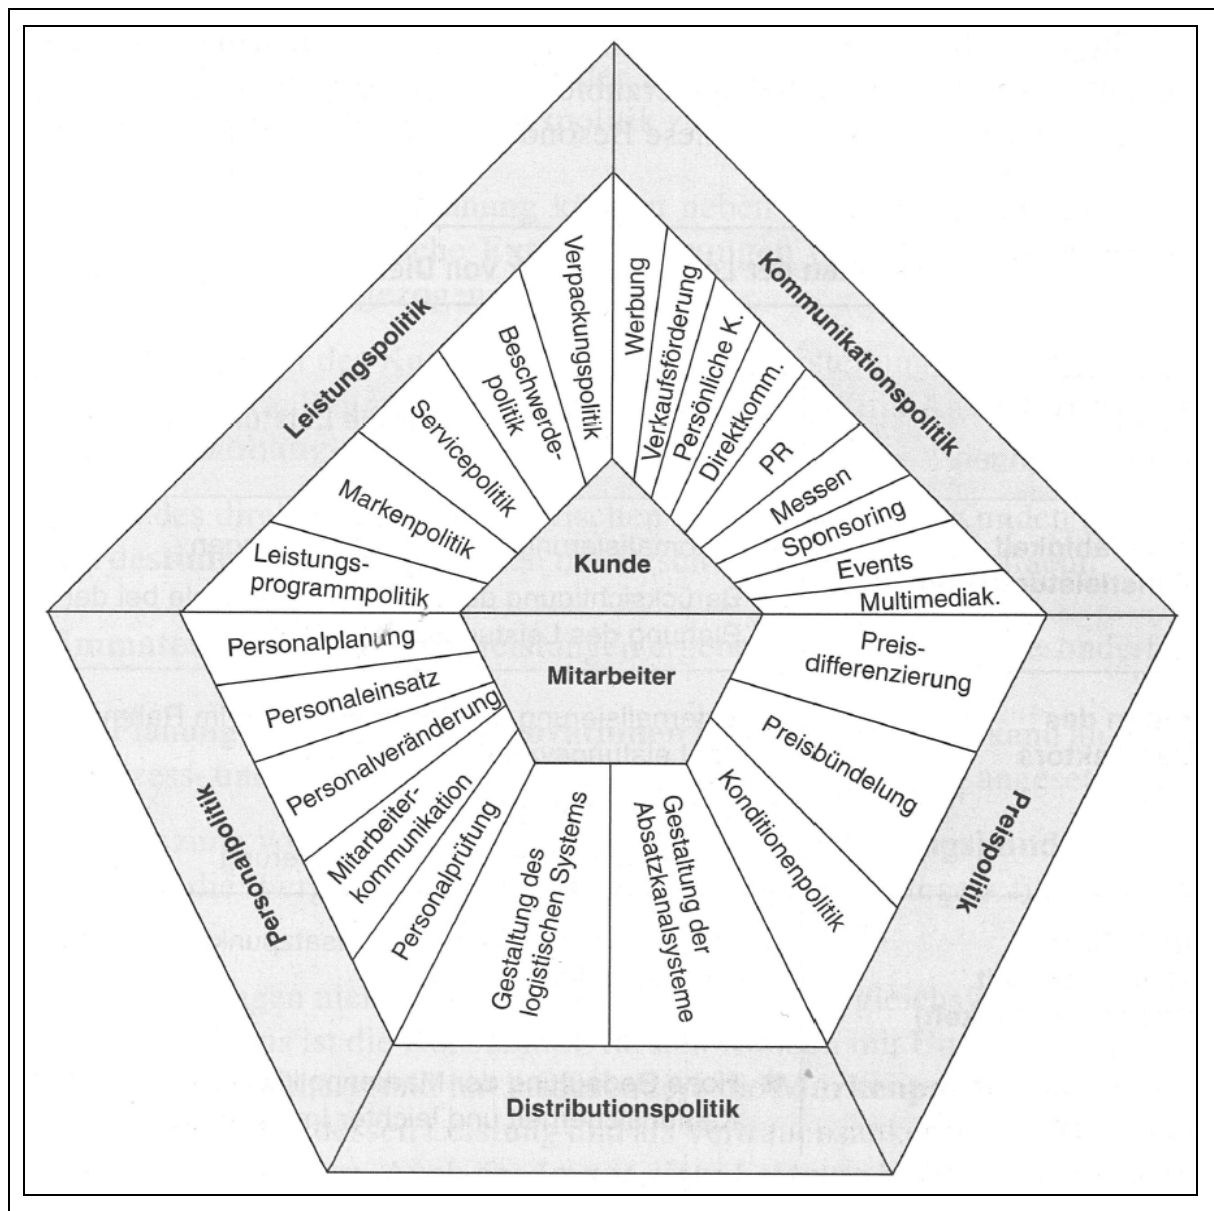 Leistungspolitik
Kommunikationspolitik
Preispolitik
Distributionspolitik
Personalpolitik
Leistungs-
programmpolitik
Markenpolitik
Servicepolitik
Beschwerde-
politik
Verpackungspolitik
Werbung
Verkaufsförderung
Persönliche K.
Direktkomm.
PR
Messen
Sponsoring
Events
Multimediak.
Kunde
Mitarbeiter
Preis-
differenzierung
Preisbündelung
Konditionenpolitik
Gestaltung der
Absatzkanalsysteme
Gestaltung des
logistischen Systems
Personalprüfung
Mitarbeiter-
kommunikation
Personalveränderung
Personaleinsatz
Personalplanung